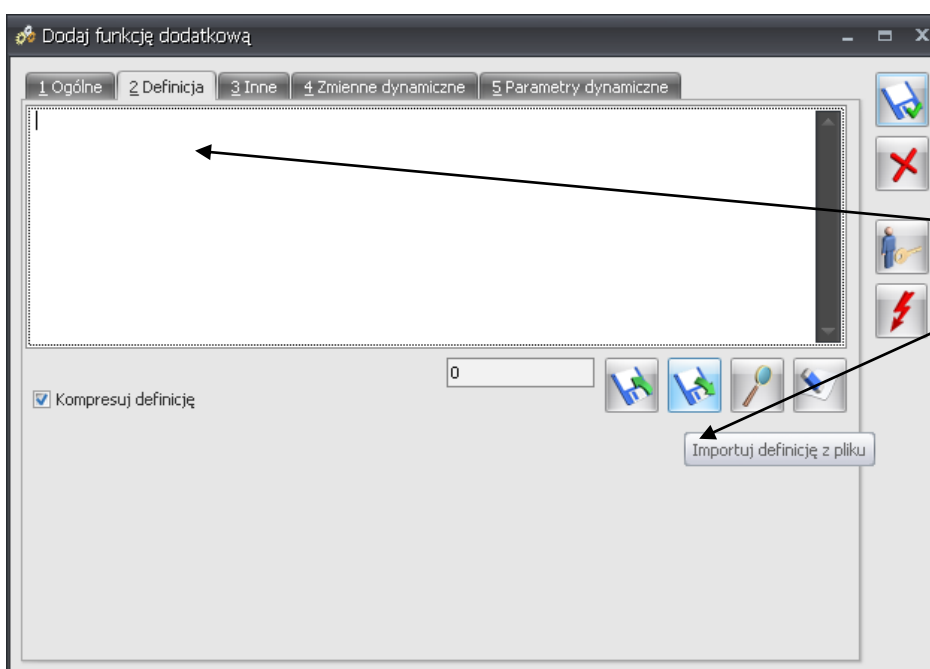 Dodaj funkcję dodatkową
1 Ogólne 2 Definicja 3 Inne 4 Zmienne dynamiczne 5 Parametry dynamiczne
0
Kompresuj definicję
Importuj definicję z pliku